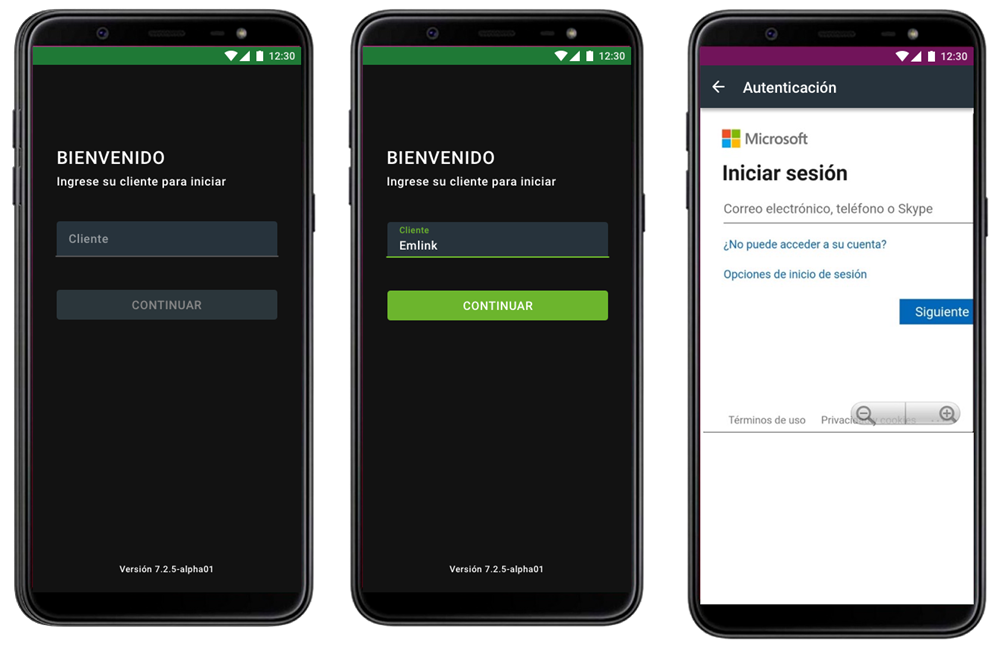 12:30
BIENVENIDO
Ingrese su cliente para iniciar
Cliente
CONTINUAR
Versión 7.2.5-alpha01
12:30
BIENVENIDO
Ingrese su cliente para iniciar
Cliente
Emlink
CONTINUAR
Versión 7.2.5-alpha01
12:30
Autenticación
Microsoft
Iniciar sesión
Correo electrónico, teléfono o Skype
¿No puede acceder a su cuenta?
Opciones de inicio de sesión
Siguiente
Términos de uso y cookies